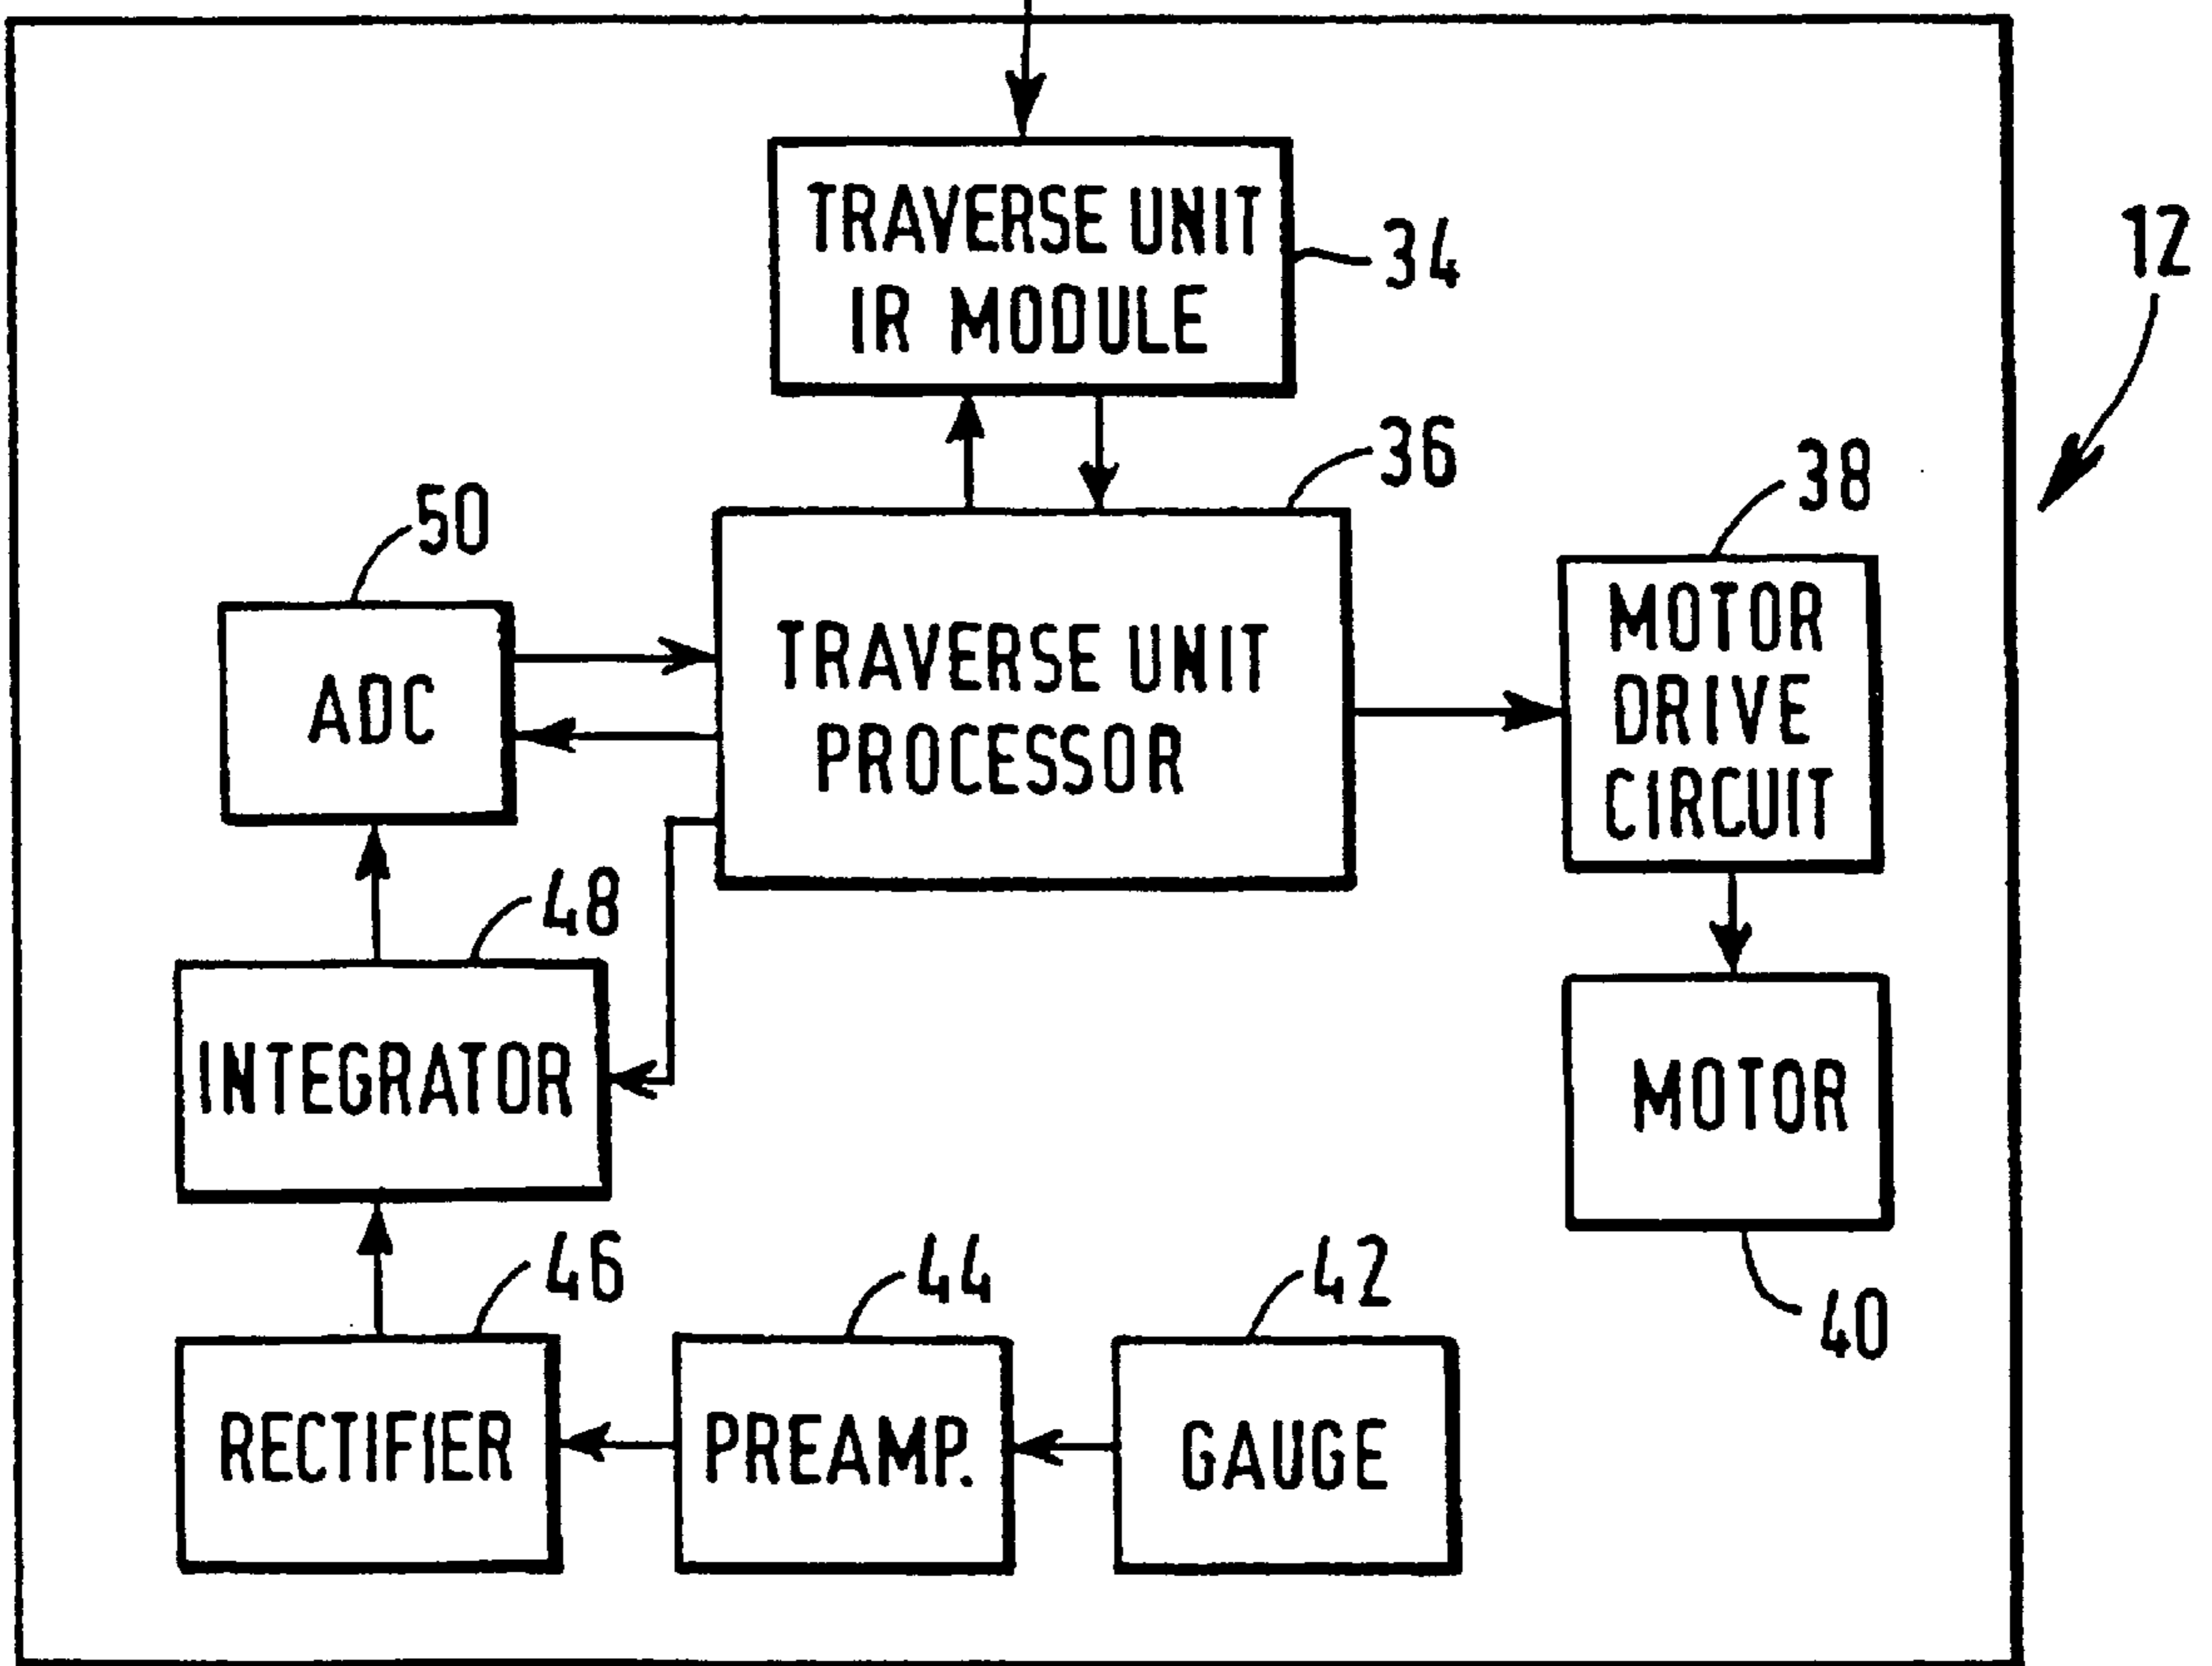 TRAVERSE UNIT
IR MODULE
34
12
36
38
50
TRAVERSE UNIT
PROCESSOR
MOTOR
DRIVE
CIRCUIT
ADC
48
INTEGRATOR
MOTOR
46
44
42
40
RECTIFIER
PREAMP.
GAUGE